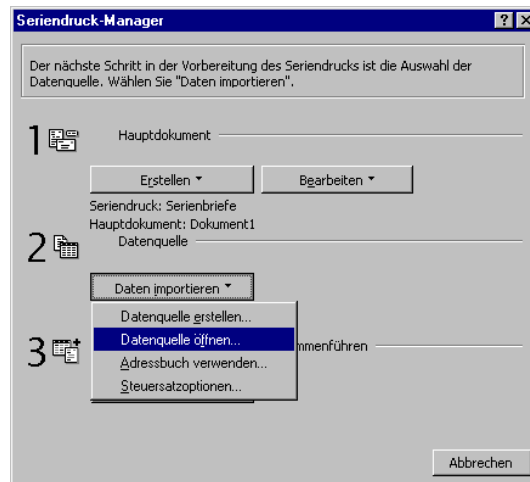 Seriendruck-Manager
Der nächste Schritt in der Vorbereitung des Seriendrucks ist die Auswahl der
Datenquelle. Wählen Sie "Daten importieren".
1
Hauptdokument
Erstellen
Bearbeiten
Seriendruck: Serienbriefe
Hauptdokument: Dokument1
2
Datenquelle
Daten importieren
Datenquelle erstellen...
Datenquelle öffnen...
Adressbuch verwenden...
Steuersatzoptionen...
3
mmenführen
Abbrechen